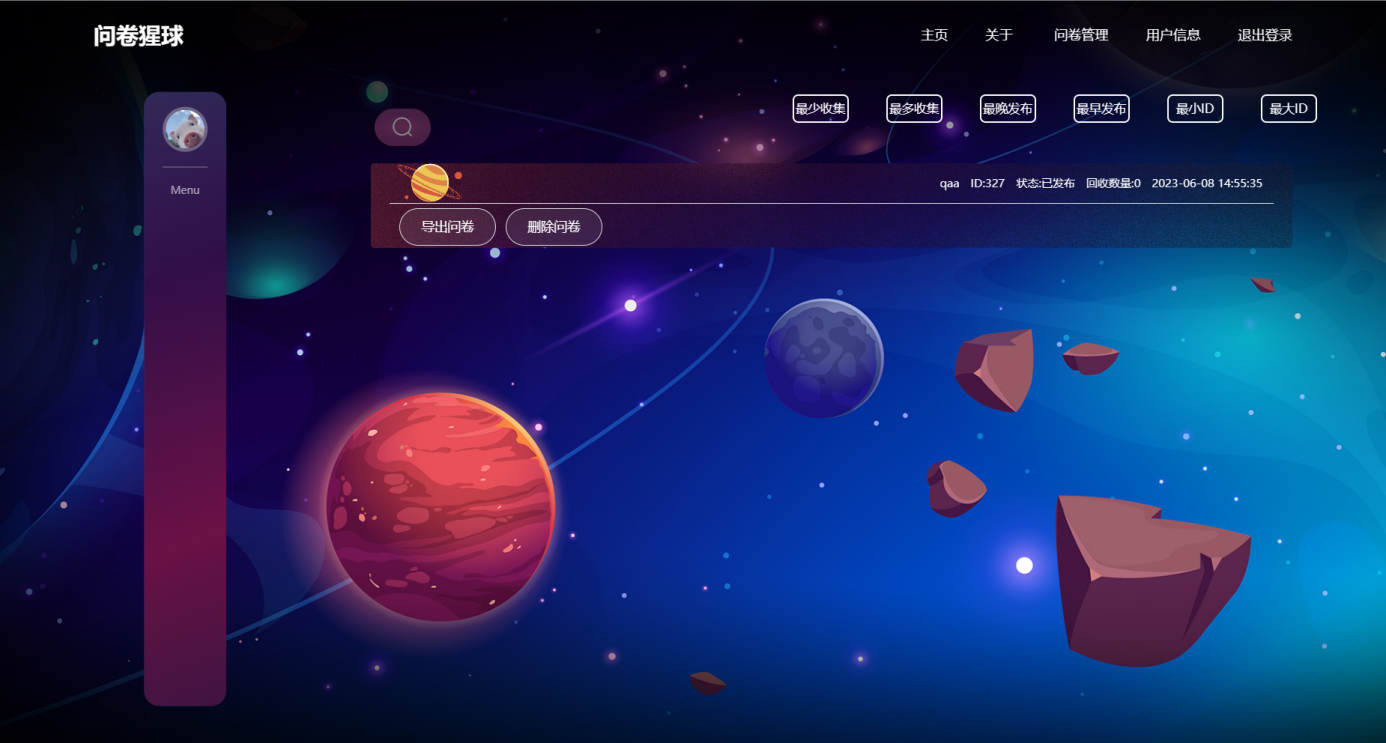 问卷猩球
主页 关于 问卷管理 用户信息 退出登录
最少收集 最多收集 最晚发布 最早发布 最小ID 最大ID
Menu
qaa ID:327 状态:已发布 回收数量:0 2023-06-08 14:55:35
导出问卷 删除问卷